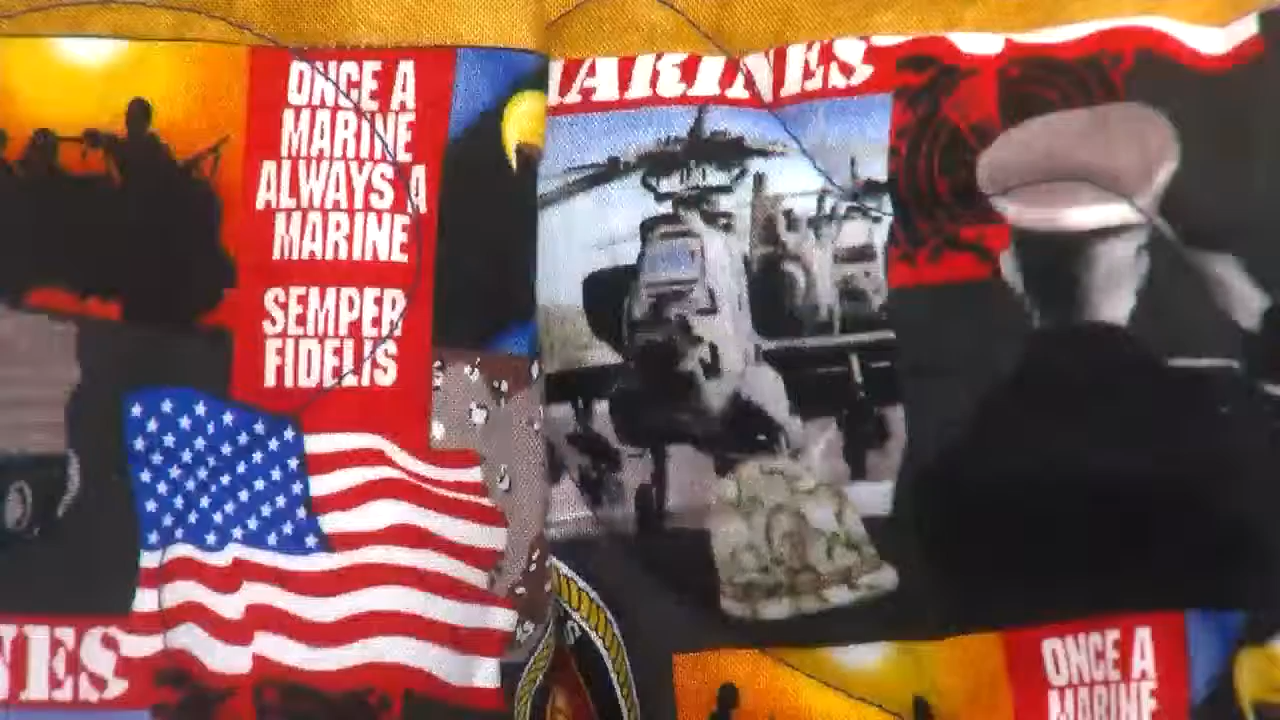 ONCE A
MARINE
ALWAYS A
MARINE
SEMPER
FIDELIS
MARINES
NES
ONCE A
MARINE